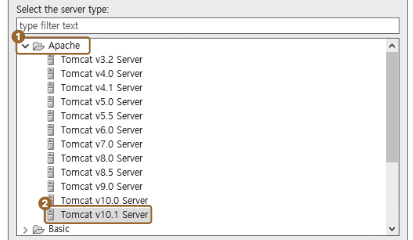 Select the server type:
type filter text
1
Apache
Tomcat v3.2 Server
Tomcat v4.0 Server
Tomcat v4.1 Server
Tomcat v5.0 Server
Tomcat v5.5 Server
Tomcat v6.0 Server
Tomcat v7.0 Server
Tomcat v8.0 Server
Tomcat v8.5 Server
Tomcat v9.0 Server
Tomcat v10.0 Server
2
Tomcat v10.1 Server
Basic